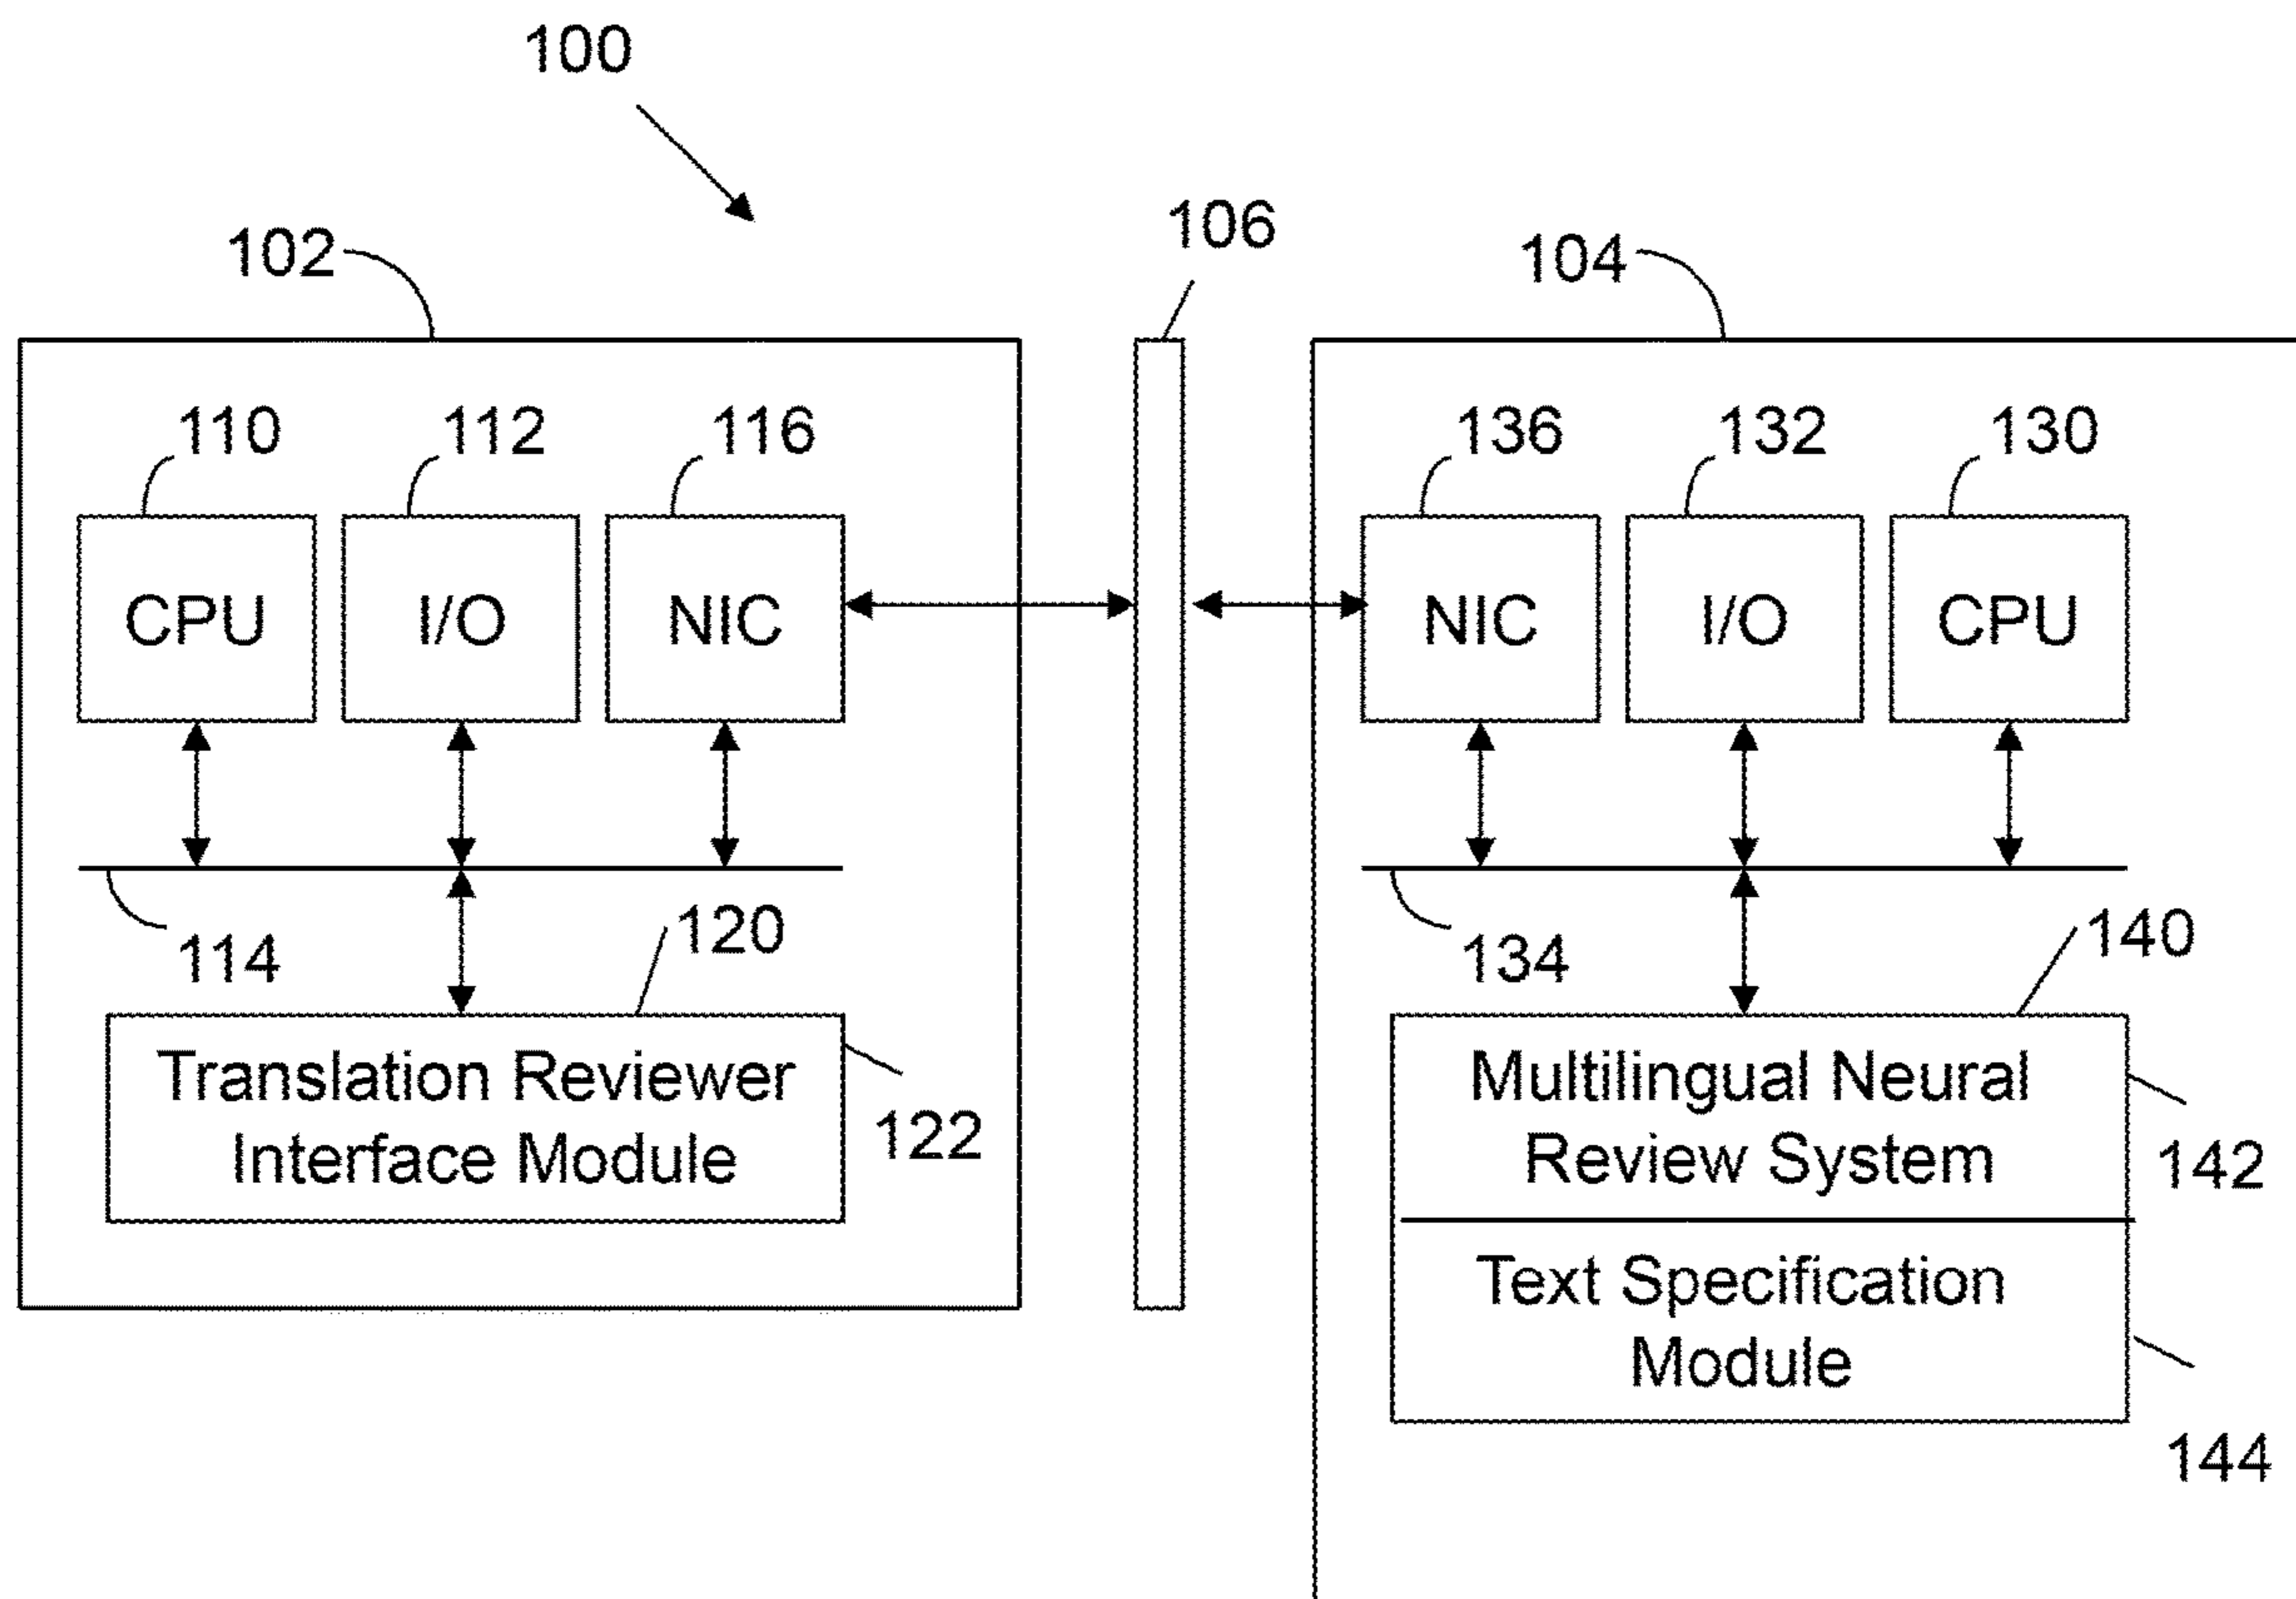 100
102
106
104
110
112
116
136
132
130
CPU
I/O
NIC
NIC
I/O
CPU
114
120
134
140
Translation Reviewer
Interface Module
122
Multilingual Neural
Review System
142
Text Specification
Module
144